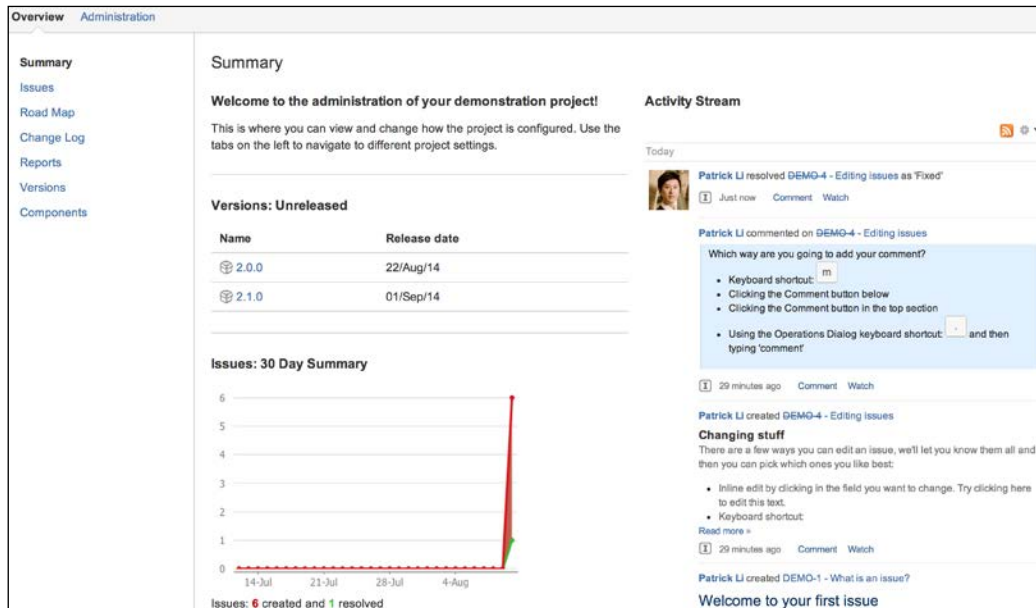 Overview Administration
Summary
Issues
Road Map
Change Log
Reports
Versions
Components
Summary
Welcome to the administration of your demonstration project!
This is where you can view and change how the project is configured. Use the
tabs on the left to navigate to different project settings.
Versions: Unreleased
Name Release date
2.0.0 22/Aug/14
2.1.0 01/Sep/14
Issues: 30 Day Summary
6
5
4
3
2
1
0
14-Jul 21-Jul 28-Jul 4-Aug
Issues: 6 created and 1 resolved
Activity Stream
Today
Patrick Li resolved DEMO-4 - Editing issues as 'Fixed'
Just now Comment Watch
Patrick Li commented on DEMO-4 - Editing issues
Which way are you going to add your comment?
• Keyboard shortcut: m
• Clicking the Comment button below
• Clicking the Comment button in the top section
• Using the Operations Dialog keyboard shortcut: . and then
typing 'comment'
29 minutes ago Comment Watch
Patrick Li created DEMO-4 - Editing issues
Changing stuff
There are a few ways you can edit an issue, we'll let you know them all and
then you can pick which ones you like best:
• Inline edit by clicking in the field you want to change. Try clicking here
to edit this text.
• Keyboard shortcut:
Read more »
29 minutes ago Comment Watch
Patrick Li created DEMO-1 - What is an issue?
Welcome to your first issue